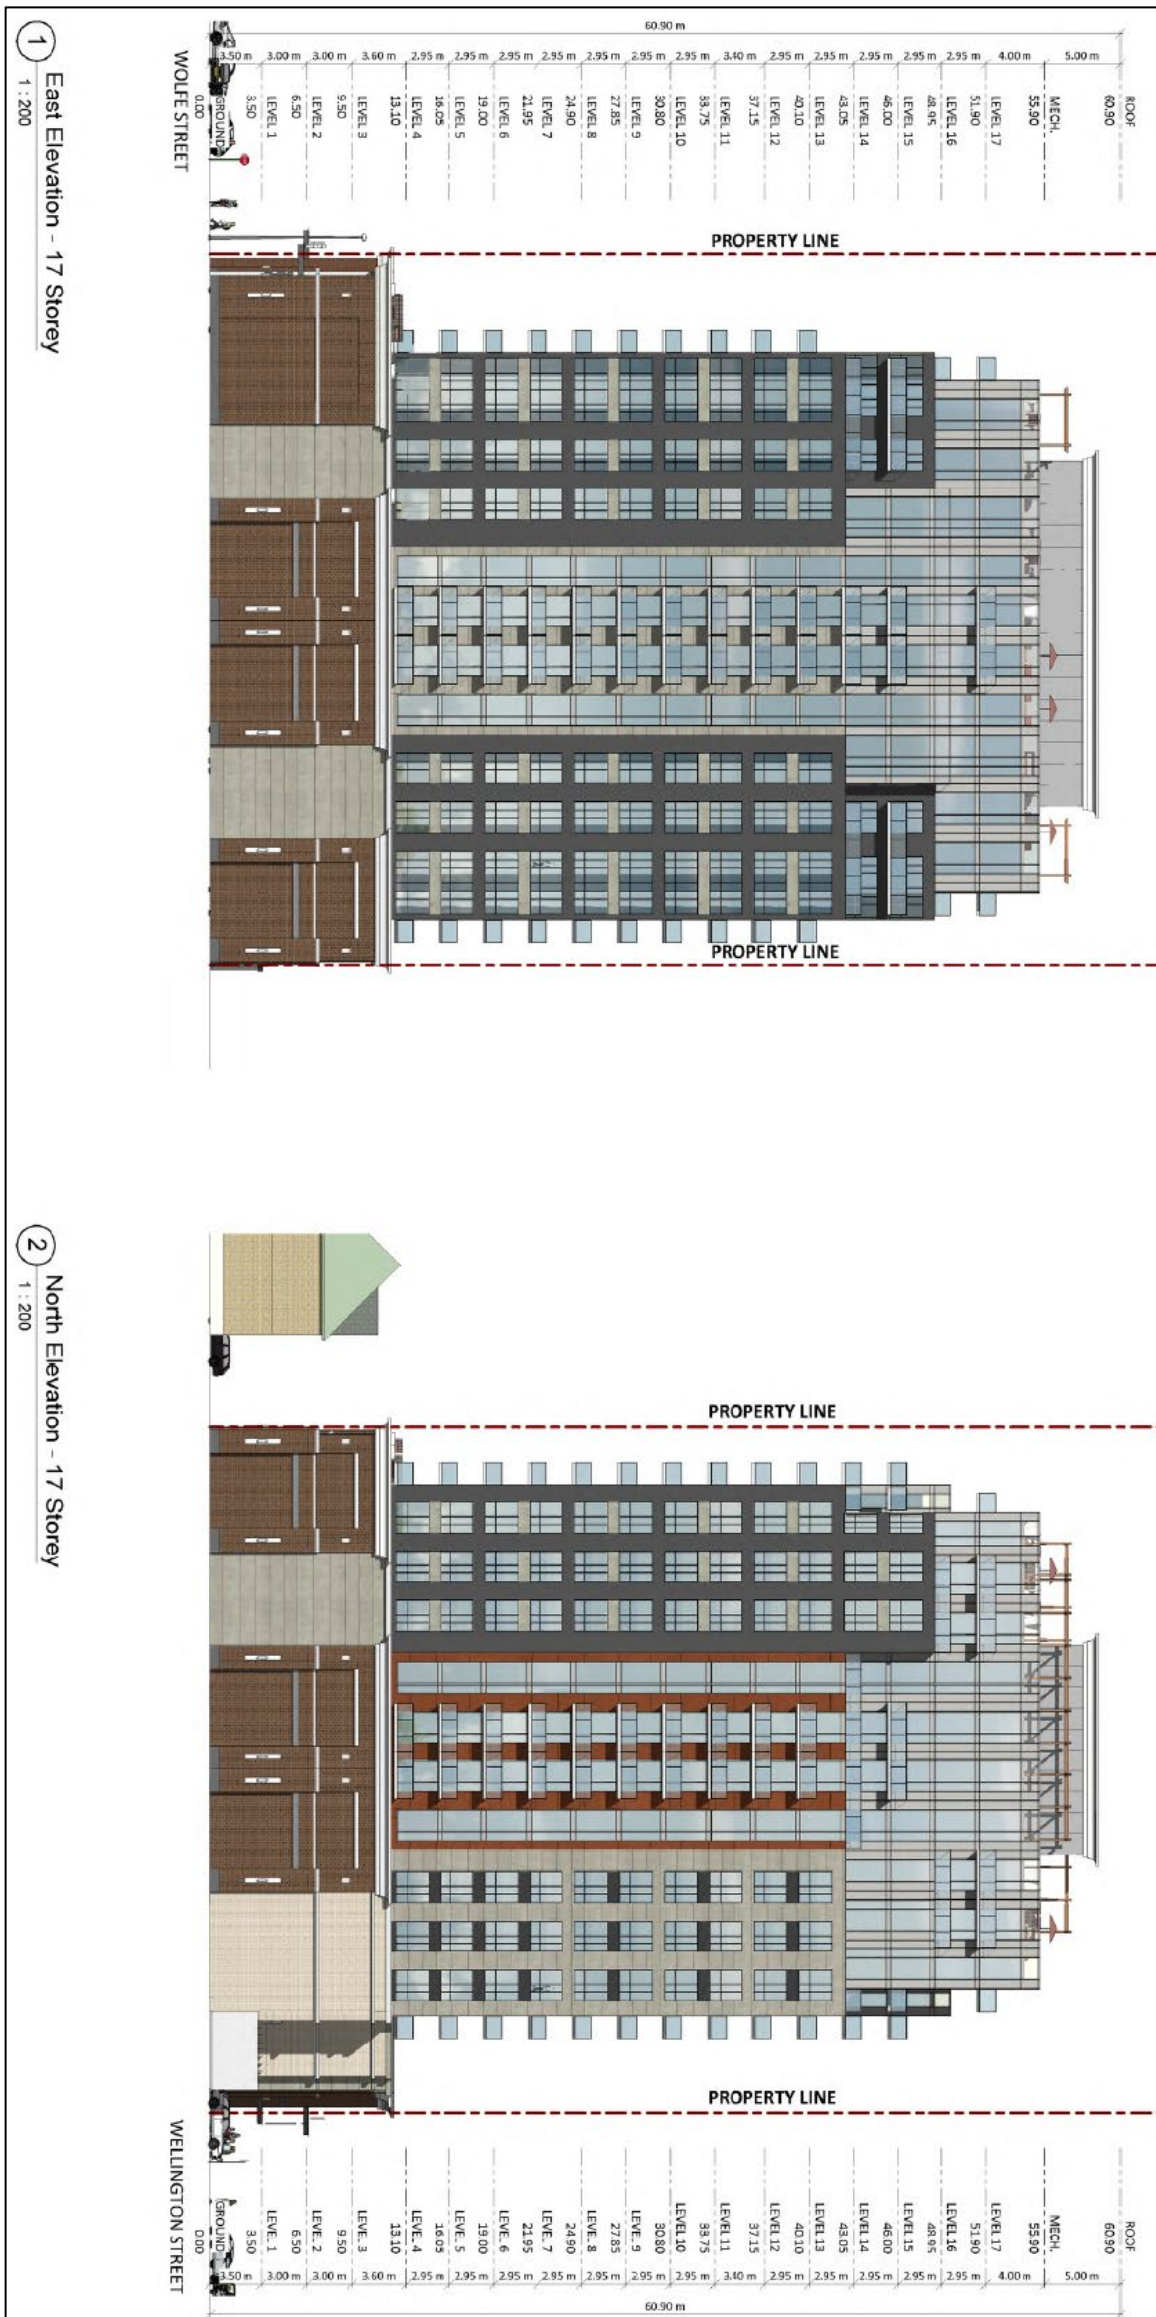 60.90 m
3.50 m
3.00 m
3.00 m
3.60 m
2.95 m
2.95 m
2.95 m
2.95 m
2.95 m
2.95 m
2.95 m
3.40 m
2.95 m
2.95 m
2.95 m
2.95 m
2.95 m
4.00 m
5.00 m
ROOF
60.90
MECH.
55.90
LEVEL 17
51.90
LEVEL 16
48.95
LEVEL 15
46.00
LEVEL 14
43.05
LEVEL 13
40.10
LEVEL 12
37.15
LEVEL 11
33.75
LEVEL 10
30.80
LEVEL 9
27.85
LEVEL 8
24.90
LEVEL 7
21.95
LEVEL 6
19.00
LEVEL 5
16.05
LEVEL 4
13.10
LEVEL 3
9.50
LEVEL 2
6.50
LEVEL 1
3.50
GROUND
0.00
WOLFE STREET
PROPERTY LINE
PROPERTY LINE
1 East Elevation - 17 Storey
1 : 200
PROPERTY LINE
PROPERTY LINE
WELLINGTON STREET
ROOF
60.90
MECH.
55.90
LEVEL 17
51.90
LEVEL 16
48.95
LEVEL 15
46.00
LEVEL 14
43.05
LEVEL 13
40.10
LEVEL 12
37.15
LEVEL 11
33.75
LEVEL 10
30.80
LEVEL 9
27.85
LEVEL 8
24.90
LEVEL 7
21.95
LEVEL 6
19.00
LEVEL 5
16.05
LEVEL 4
13.10
LEVEL 3
9.50
LEVEL 2
6.50
LEVEL 1
3.50
GROUND
0.00
3.50 m
3.00 m
3.00 m
3.60 m
2.95 m
2.95 m
2.95 m
2.95 m
2.95 m
2.95 m
2.95 m
3.40 m
2.95 m
2.95 m
2.95 m
2.95 m
2.95 m
4.00 m
5.00 m
60.90 m
2 North Elevation - 17 Storey
1 : 200